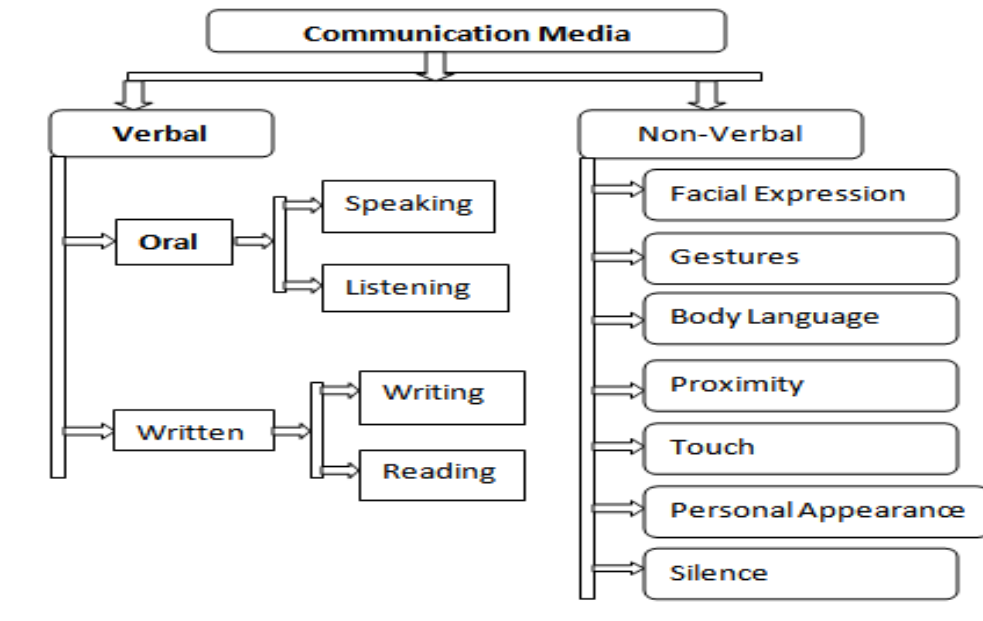 Communication Media
Verbal
Non-Verbal
Oral
Speaking
Listening
Written
Writing
Reading
Facial Expression
Gestures
Body Language
Proximity
Touch
Personal Appearance
Silence